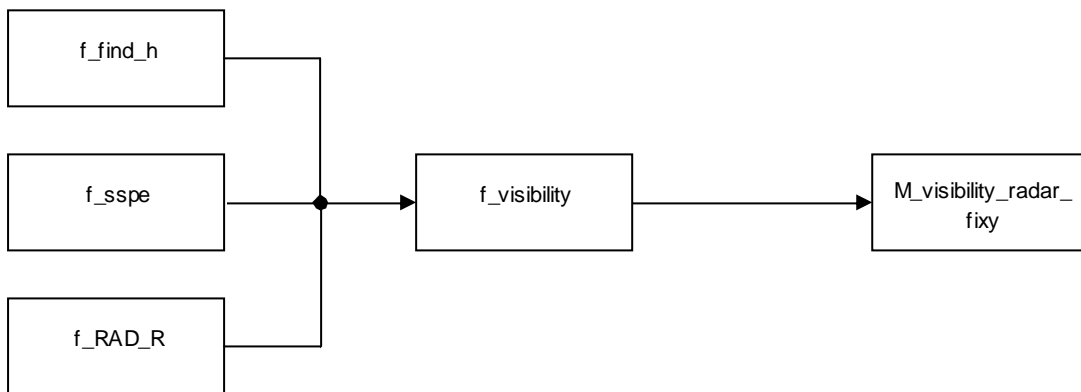 f_find_h
f_sspe
f_visibility
M_visibility_radar_
fixy
f_RAD_R